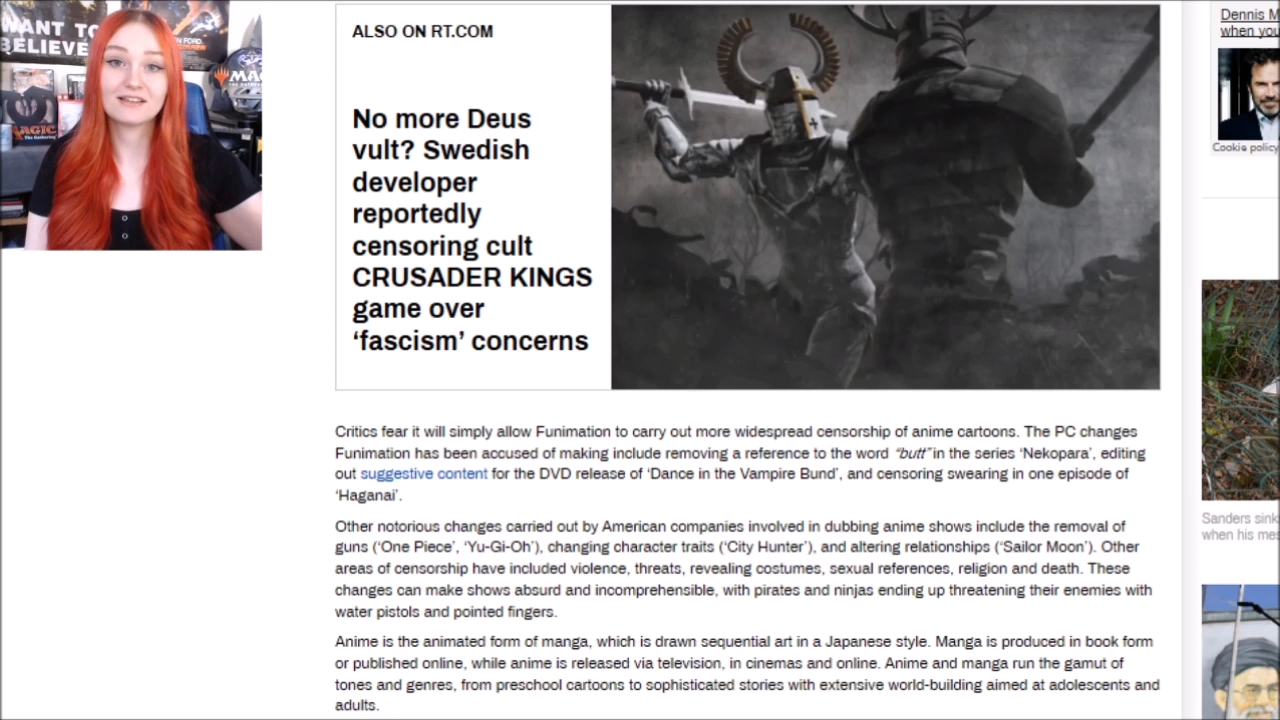 WANT TO
BELIEVE
MAGIC
MAGIC
The Gathering
ALSO ON RT.COM
No more Deus
vult? Swedish
developer
reportedly
censoring cult
CRUSADER KINGS
game over
‘fascism’ concerns
Dennis M
when you
Cookie policy
Critics fear it will simply allow Funimation to carry out more widespread censorship of anime cartoons. The PC changes
Funimation has been accused of making include removing a reference to the word “butt” in the series ‘Nekopara’, editing
out suggestive content for the DVD release of ‘Dance in the Vampire Bund’, and censoring swearing in one episode of
‘Haganai’.
Other notorious changes carried out by American companies involved in dubbing anime shows include the removal of
guns (‘One Piece’, ‘Yu-Gi-Oh’), changing character traits (‘City Hunter’), and altering relationships (‘Sailor Moon’). Other
areas of censorship have included violence, threats, revealing costumes, sexual references, religion and death. These
changes can make shows absurd and incomprehensible, with pirates and ninjas ending up threatening their enemies with
water pistols and pointed fingers.
Sanders sink
when his mes
Anime is the animated form of manga, which is drawn sequential art in a Japanese style. Manga is produced in book form
or published online, while anime is released via television, in cinemas and online. Anime and manga run the gamut of
tones and genres, from preschool cartoons to sophisticated stories with extensive world-building aimed at adolescents and
adults.